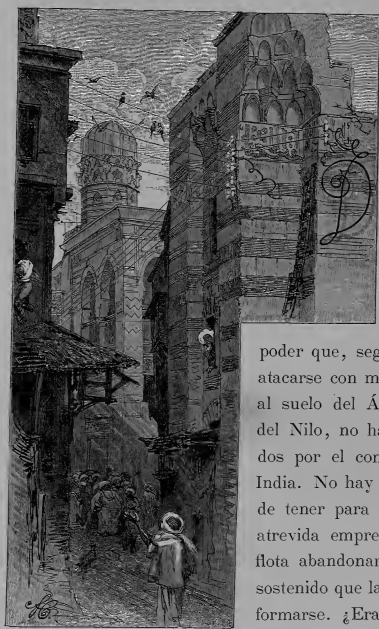 D
poder que, seg
atacarse con m
al suelo del Á
del Nilo, no ha
dos por el con
India. No hay
de tener para
atrevida empre
flota abandonar
sostenido que la
formarse. ¿Era